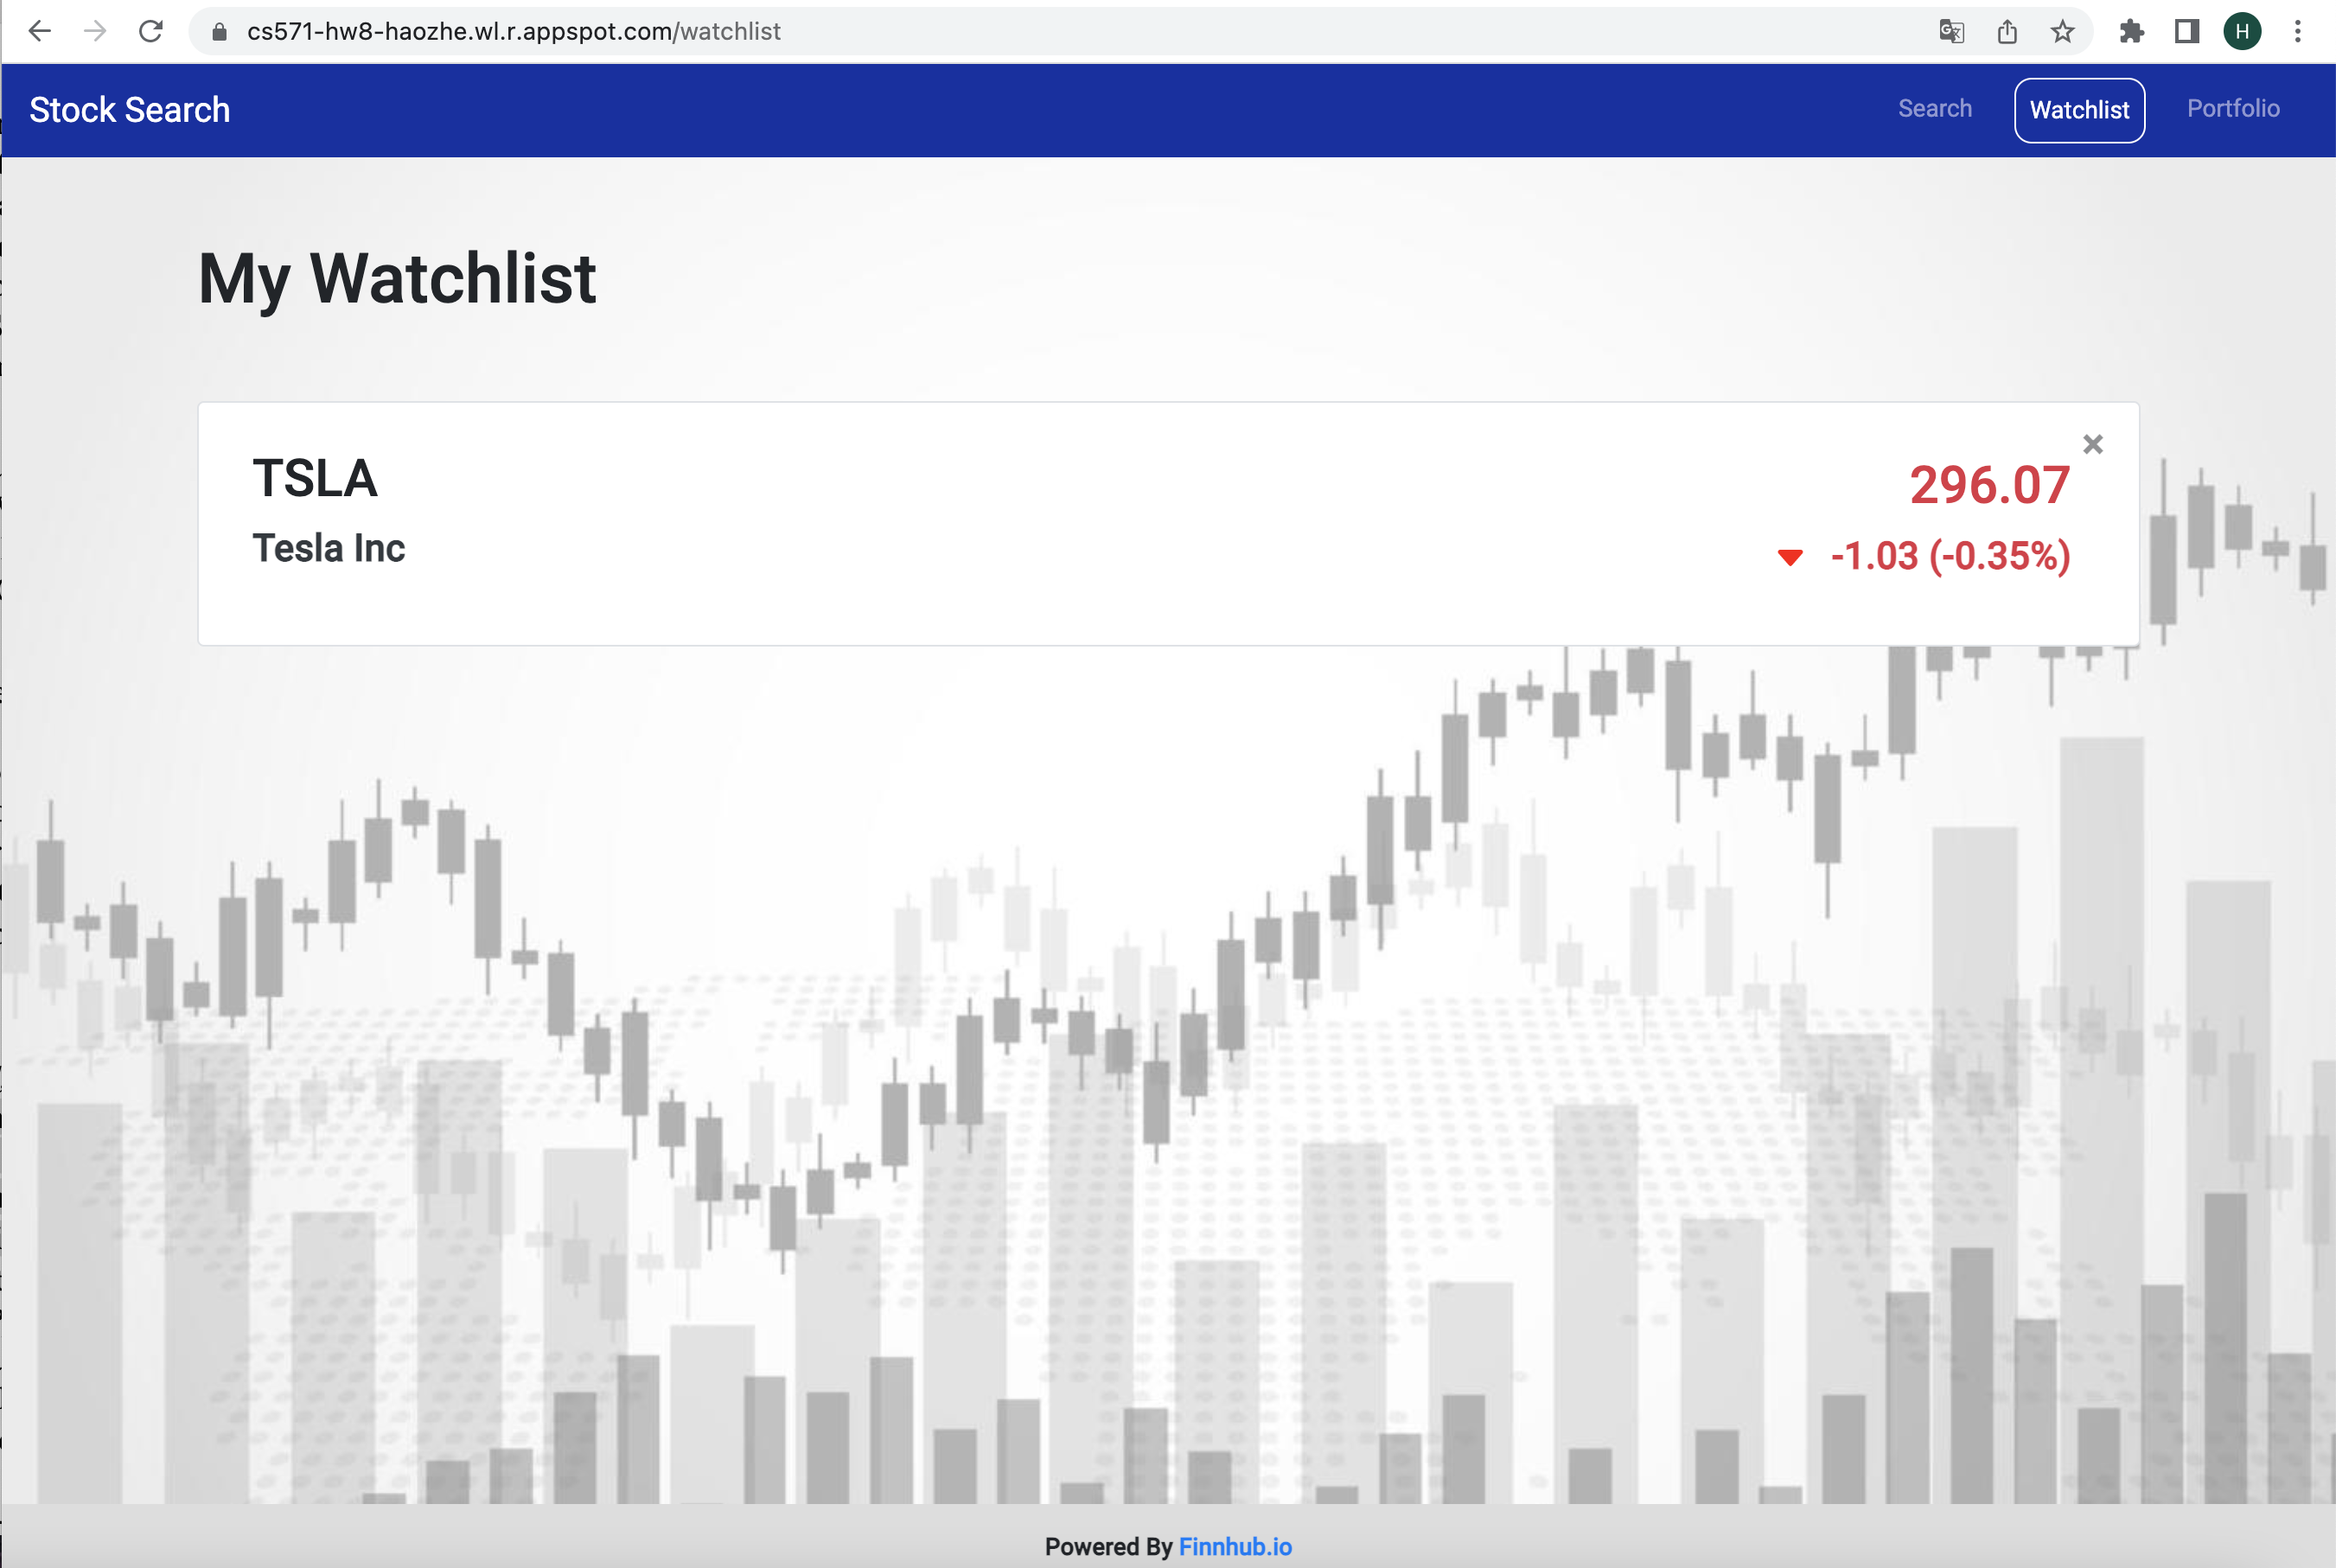 cs571-hw8-haozhe.wl.r.appspot.com/watchlist
H
Stock Search
Search
Watchlist
Portfolio
My Watchlist
TSLA
296.07
Tesla Inc
-1.03 (-0.35%)
Powered By Finnhub.io